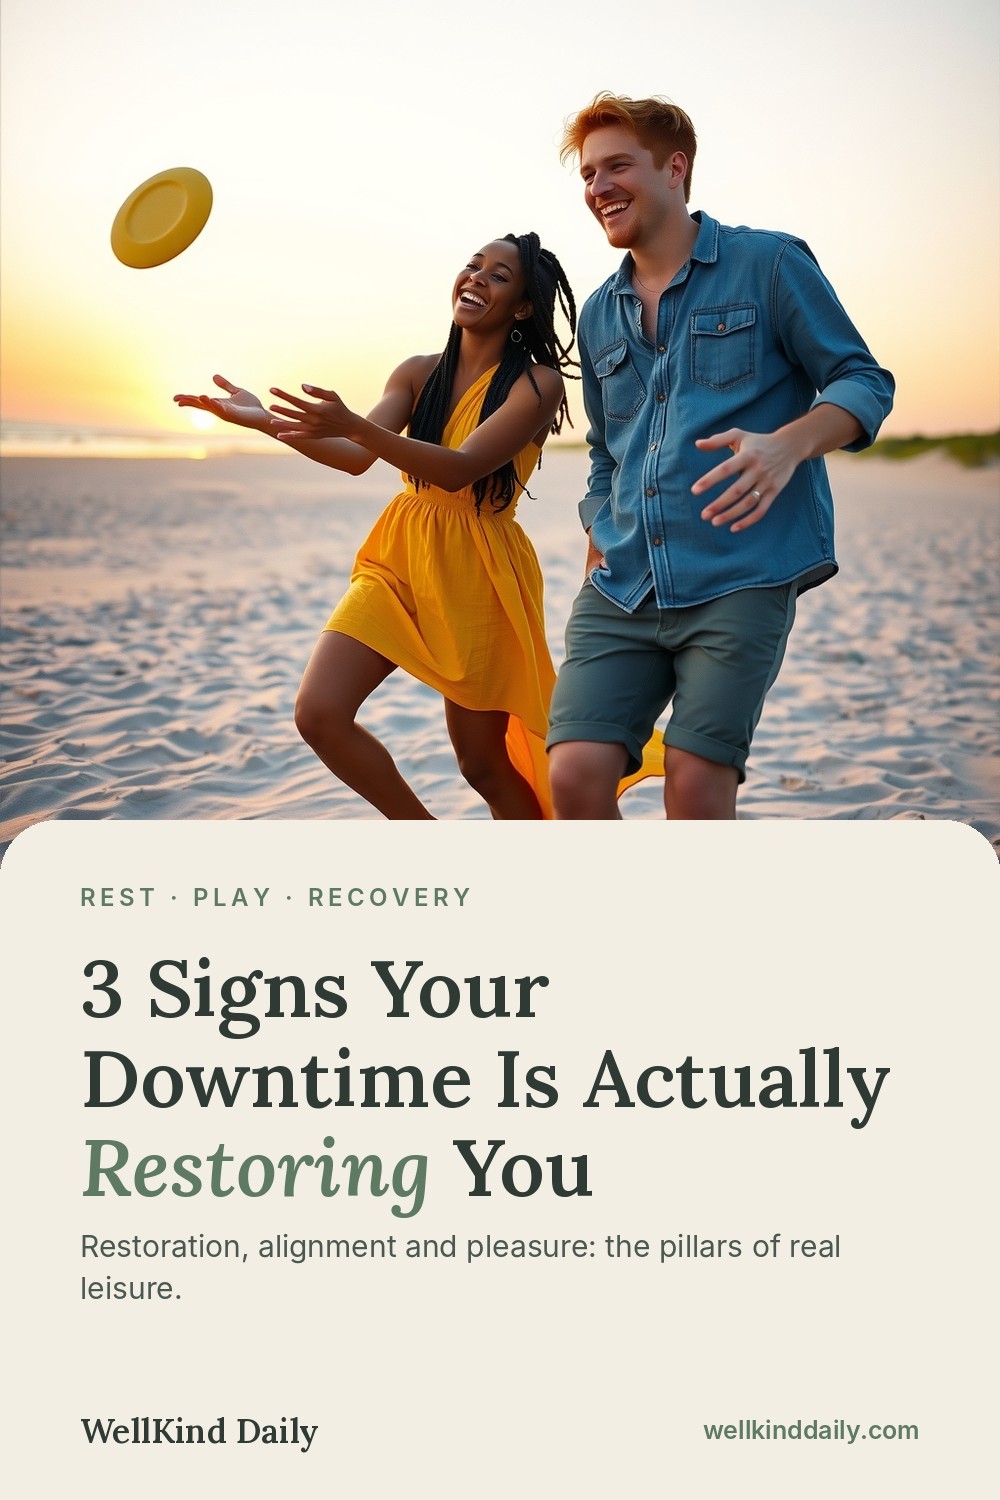 REST · PLAY · RECOVERY
3 Signs Your
Downtime Is Actually
Restoring You
Restoration, alignment and pleasure: the pillars of real
leisure.
WellKind Daily
wellkinddaily.com